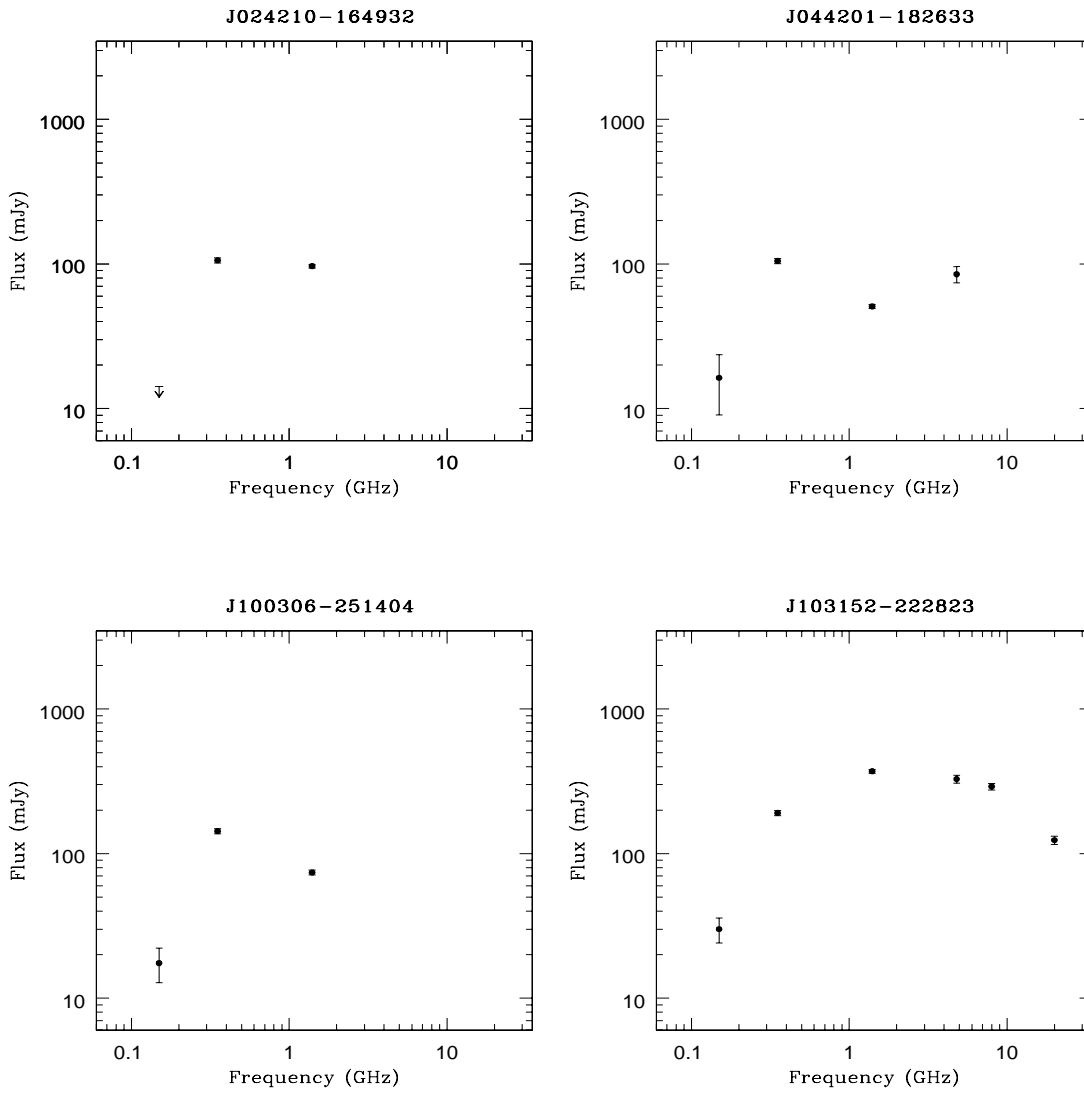 J024210-164932
1000
100
10
Flux (mJy)
0.1 1 10
Frequency (GHz)
J044201-182633
1000
100
10
Flux (mJy)
0.1 1 10
Frequency (GHz)
J100306-251404
1000
100
10
Flux (mJy)
0.1 1 10
Frequency (GHz)
J103152-222823
1000
100
10
Flux (mJy)
0.1 1 10
Frequency (GHz)